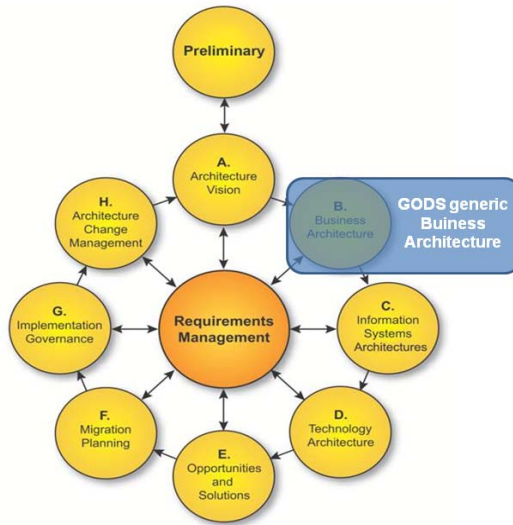 Preliminary
A.
Architecture
Vision
B.
Business
Architecture
GODS generic
Buiness
Architecture
H.
Architecture
Change
Management
C.
Information
Systems
Architectures
G.
Implementation
Governance
Requirements
Management
F.
Migration
Planning
D.
Technology
Architecture
E.
Opportunities
and
Solutions